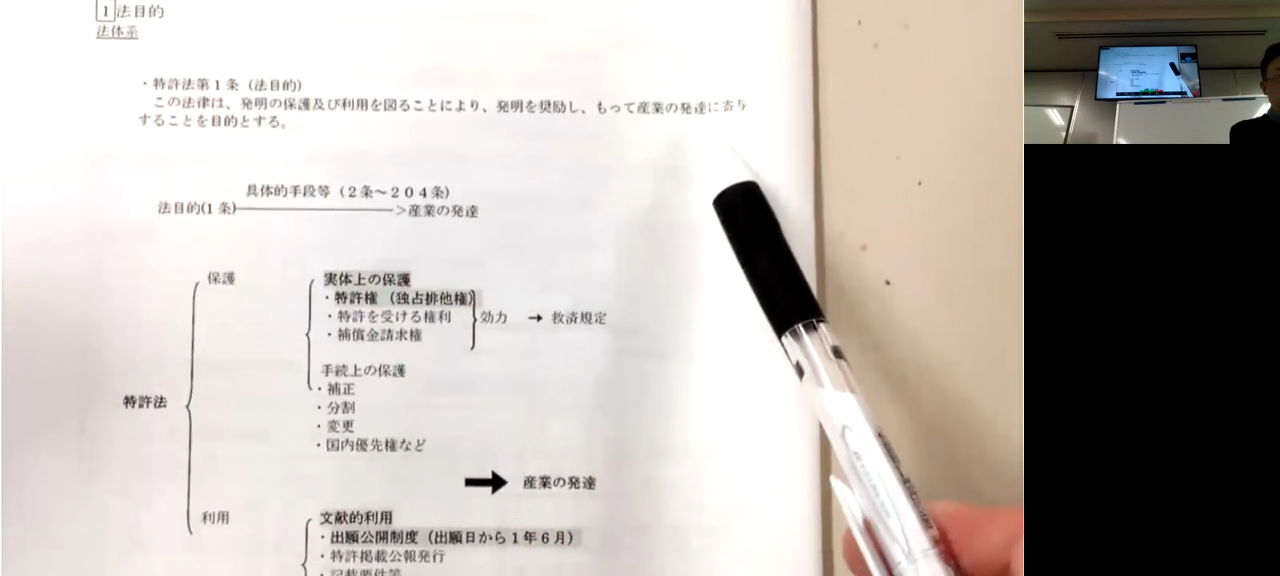 1 法目的
法体系
・特許法第1条（法目的）
この法律は、発明の保護及び利用を図ることにより、発明を奨励し、もって産業の発達に寄与
することを目的とする。
具体的手段等（2条～204条）
法目的(1条)――――――――＞産業の発達
保護
実体上の保護
・特許権（独占排他権）
・特許を受ける権利
・補償金請求権
効力 → 救済規定
手続上の保護
・補正
・分割
・変更
・国内優先権など
特許法
➡ 産業の発達
利用
文献的利用
・出願公開制度（出願日から1年6月）
・特許掲載公報発行
・記載要件等